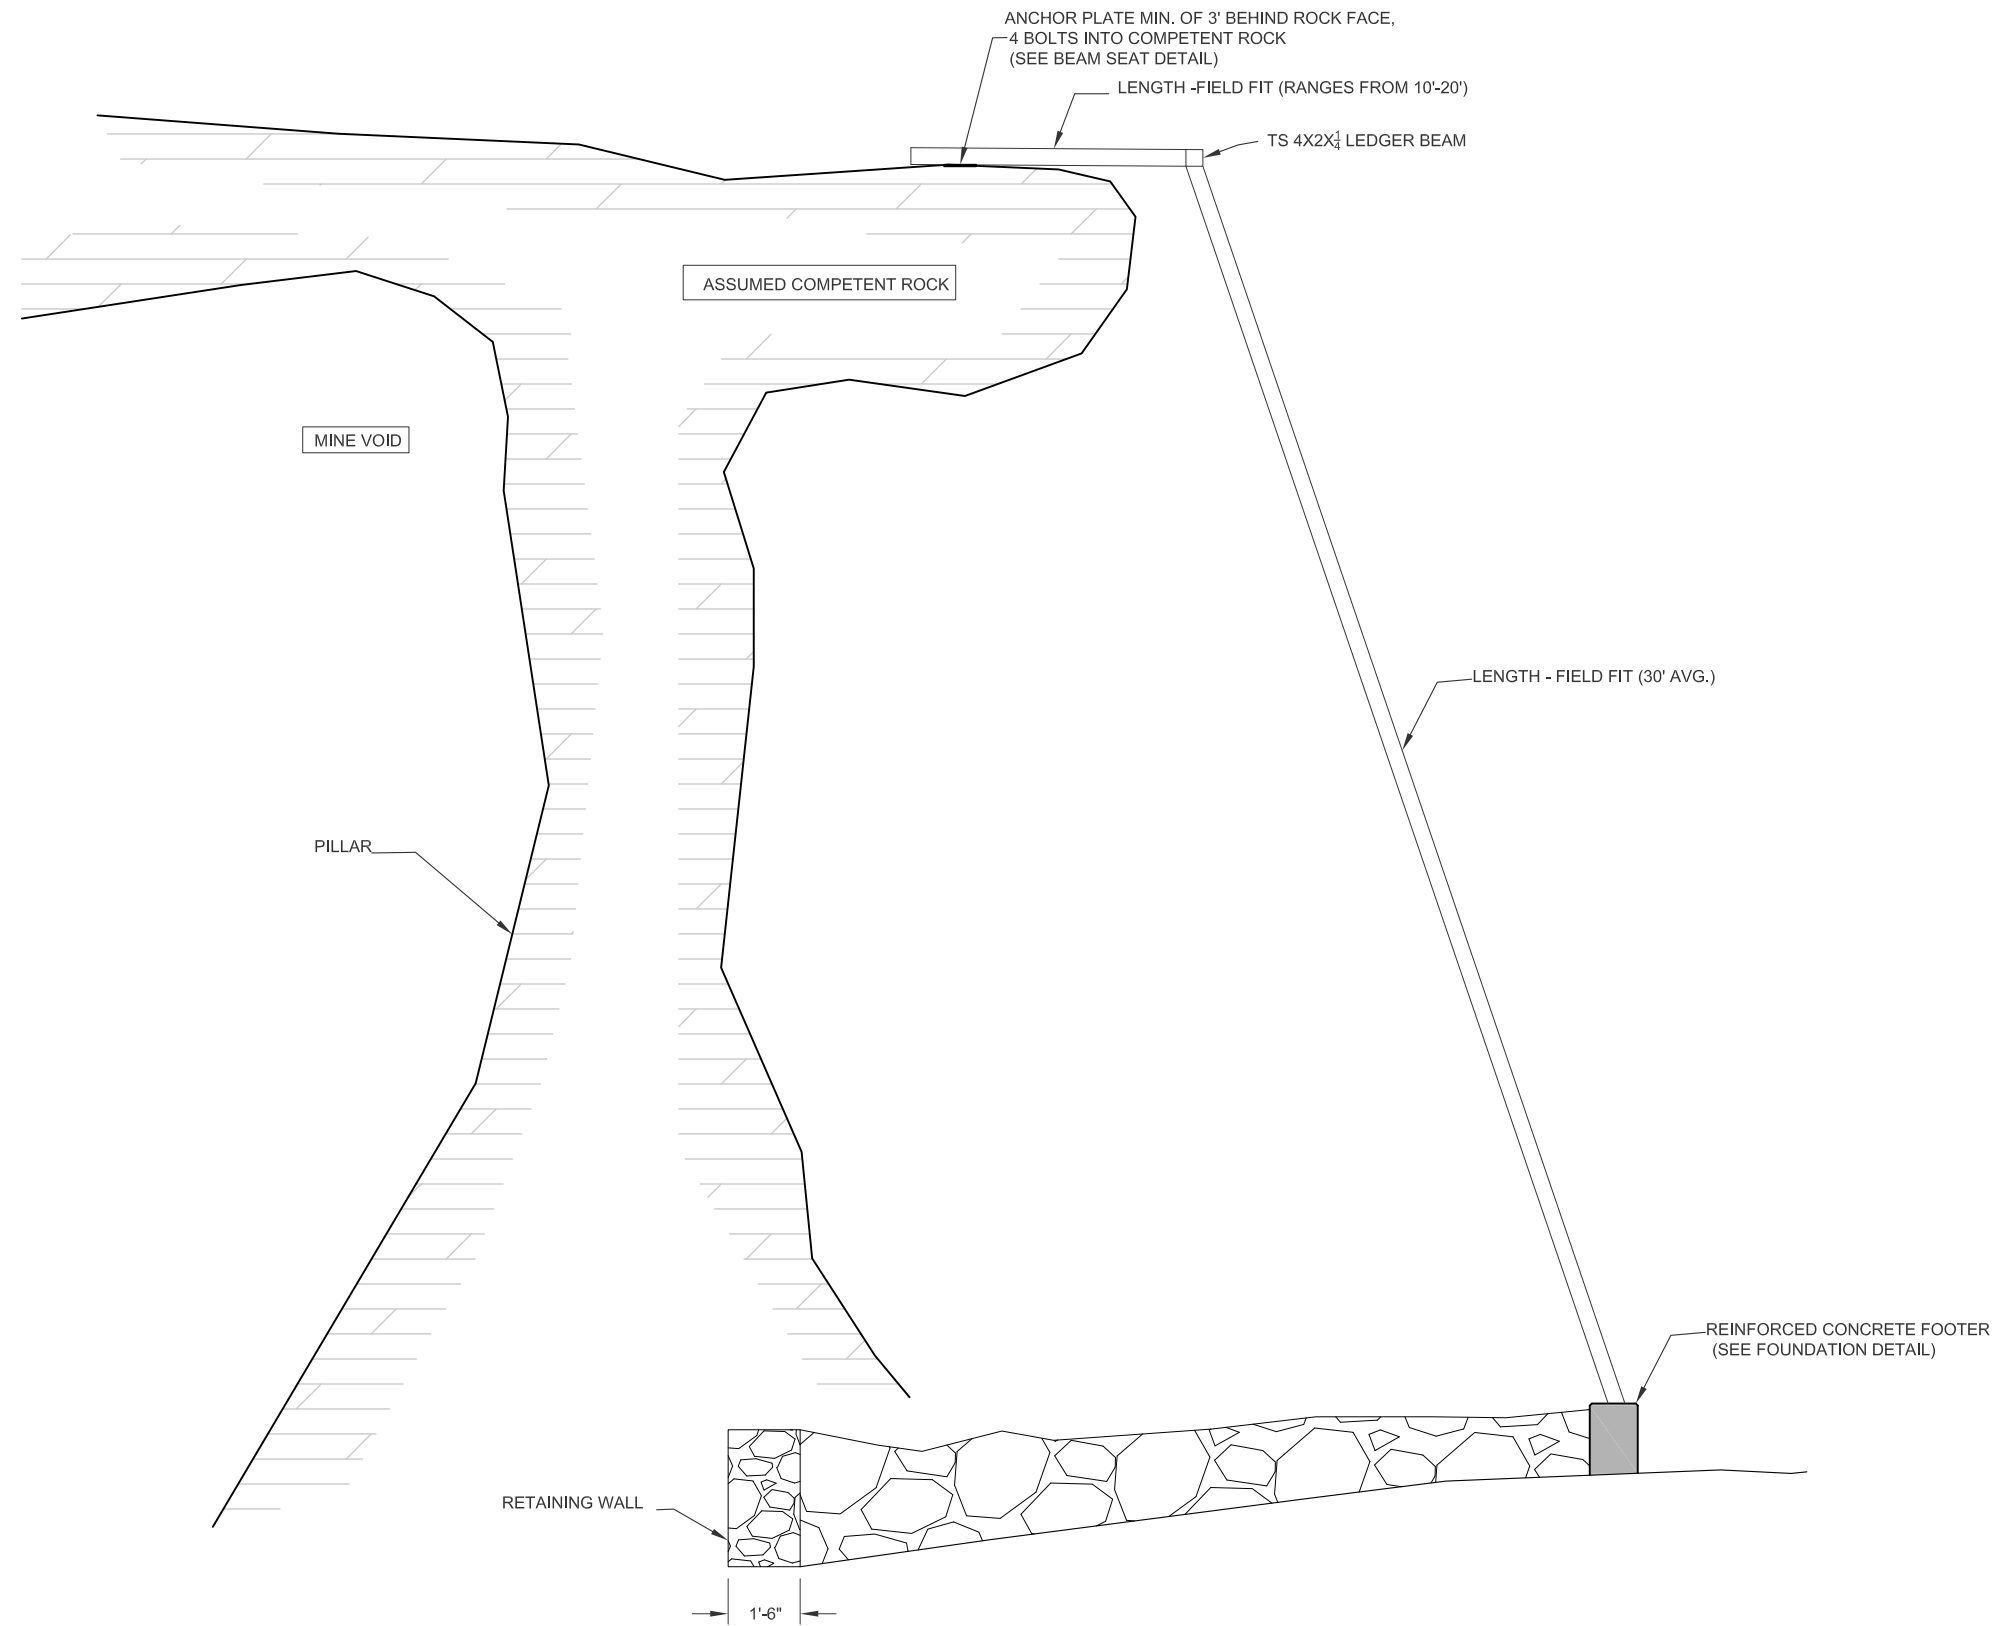 ANCHOR PLATE MIN. OF 3' BEHIND ROCK FACE,
4 BOLTS INTO COMPETENT ROCK
(SEE BEAM SEAT DETAIL)
LENGTH -FIELD FIT (RANGES FROM 10'-20')
TS 4X2X1/4 LEDGER BEAM
ASSUMED COMPETENT ROCK
MINE VOID
LENGTH - FIELD FIT (30' AVG.)
PILLAR
REINFORCED CONCRETE FOOTER
(SEE FOUNDATION DETAIL)
RETAINING WALL
1'-6"